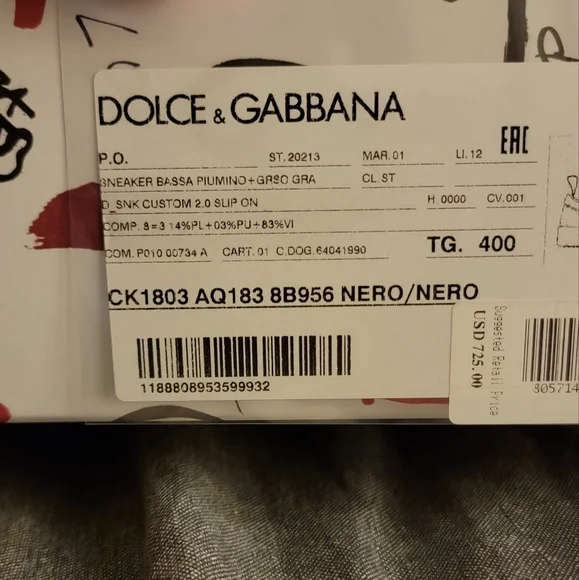 DOLCE & GABBANA
P.O. ST. 20213 MAR. 01 LI. 12 EAC
SNEAKER BASSA PIUMINO+GRSO GRA CL. ST
D_SNK CUSTOM 2.0 SLIP ON H 0000 CV. 001
COMP. 8=3 14%PL+03%PU+83%VI
COM. P010 00734 A CART. 01 C.DOG. 64041990 TG. 400
CK1803 AQ183 8B956 NERO/NERO
1188808953599932
Suggested Retail Price
USD 725.00
805714